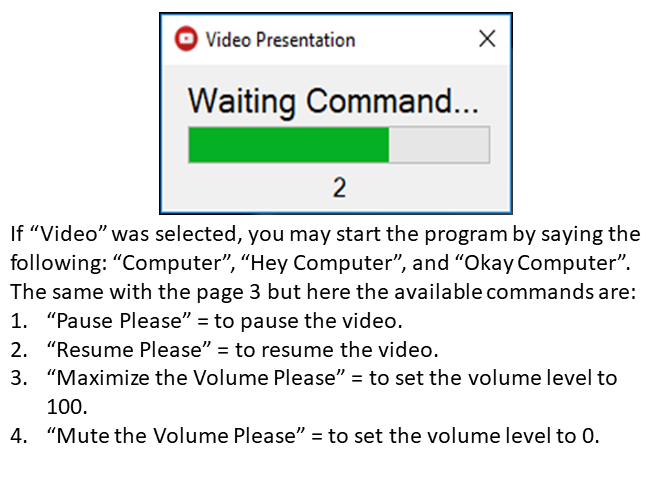 Video Presentation
Waiting Command...
2
If “Video” was selected, you may start the program by saying the
following: “Computer”, “Hey Computer”, and “Okay Computer”.
The same with the page 3 but here the available commands are:
1. “Pause Please” = to pause the video.
2. “Resume Please” = to resume the video.
3. “Maximize the Volume Please” = to set the volume level to
100.
4. “Mute the Volume Please” = to set the volume level to 0.